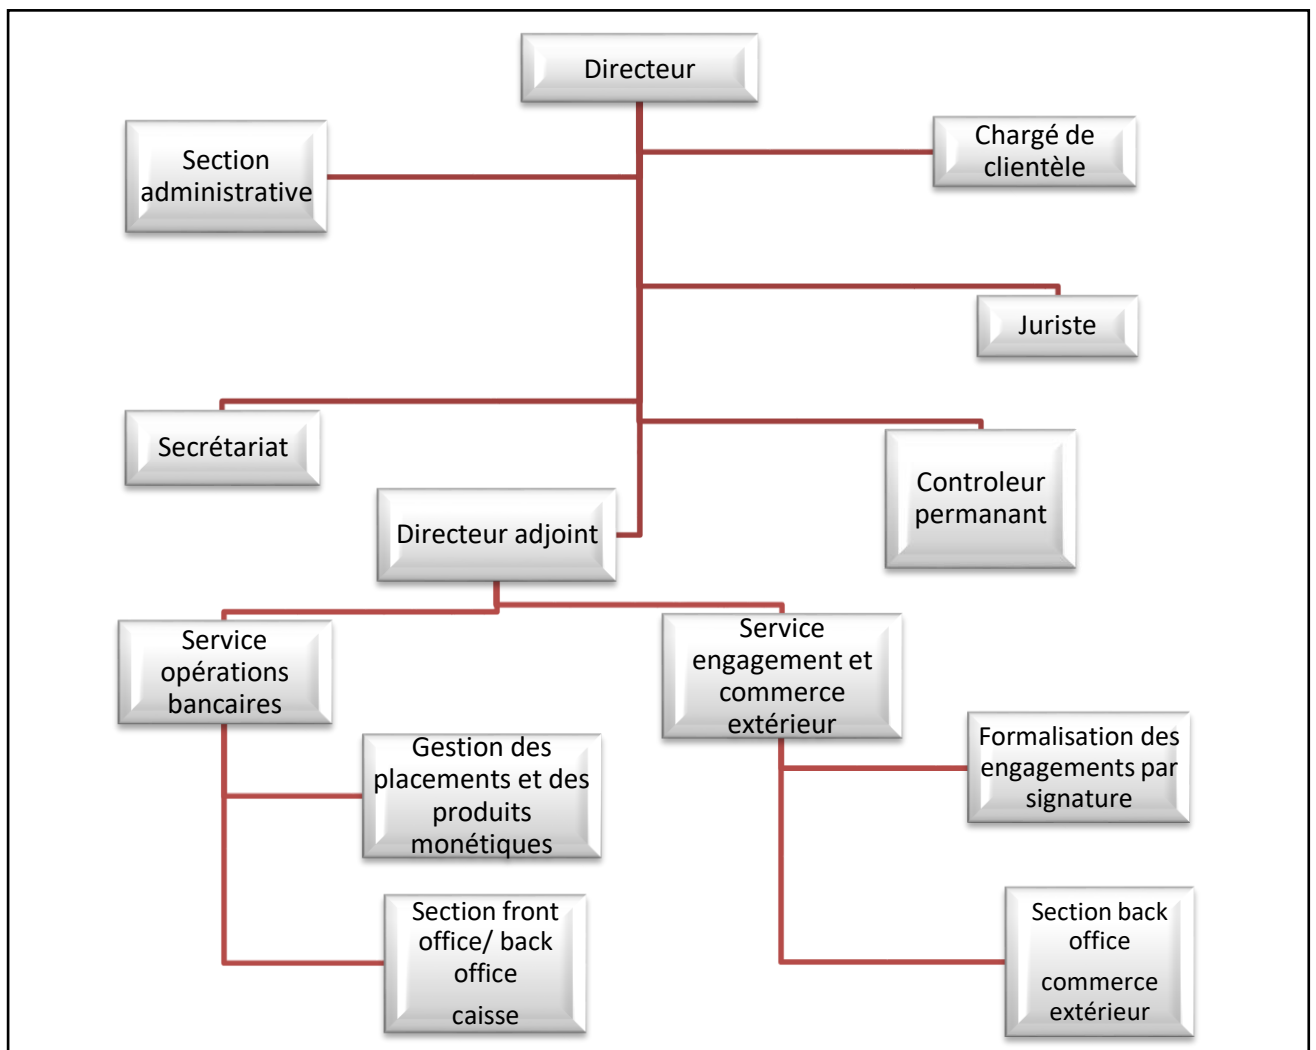 Directeur
Section
administrative
Chargé de
clientèle
Juriste
Secrétariat
Controleur
permanant
Directeur adjoint
Service
opérations
bancaires
Service
engagement et
commerce
extérieur
Gestion des
placements et des
produits
monétiques
Formalisation des
engagements par
signature
Section front
office/ back
office
caisse
Section back
office
commerce
extérieur